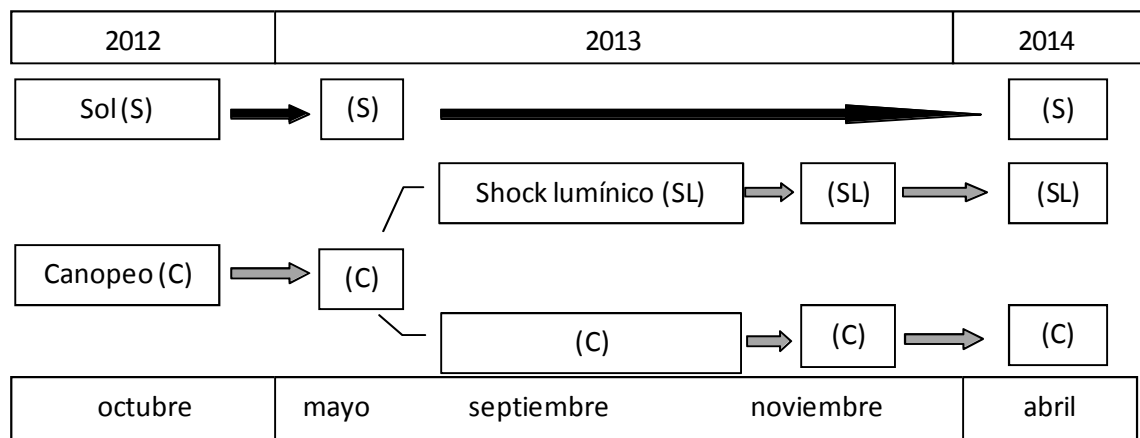 2012 2013 2014
Sol (S) (S) (S)
Shock lumínico (SL) (SL) (SL)
Canopeo (C) (C)
(C) (C) (C)
octubre mayo septiembre noviembre abril